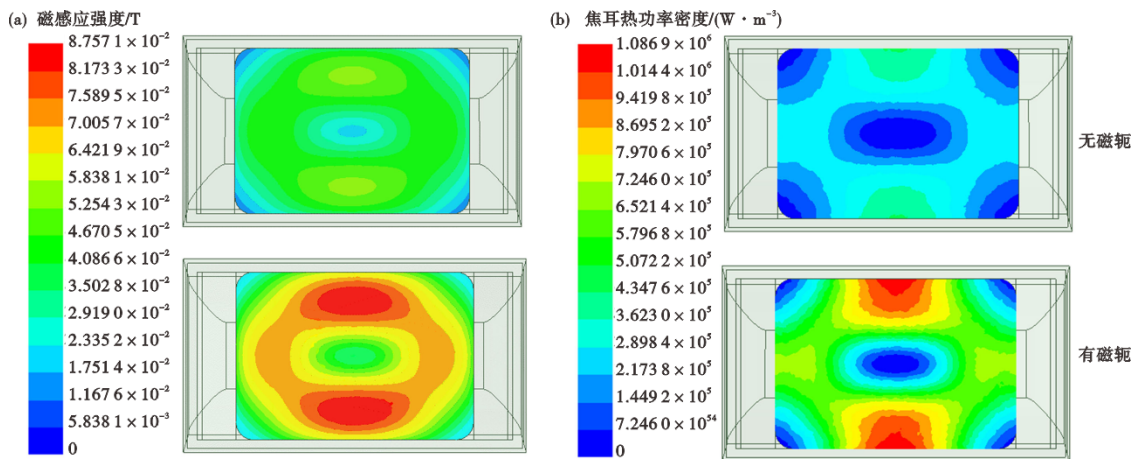 (a) 磁感应强度/T
8.757 1 × 10⁻²
8.173 3 × 10⁻²
7.589 5 × 10⁻²
7.005 7 × 10⁻²
6.421 9 × 10⁻²
5.838 1 × 10⁻²
5.254 3 × 10⁻²
4.670 5 × 10⁻²
4.086 6 × 10⁻²
3.502 8 × 10⁻²
2.919 0 × 10⁻²
2.335 2 × 10⁻²
1.751 4 × 10⁻²
1.167 6 × 10⁻²
5.838 1 × 10⁻³
0
(b) 焦耳热功率密度/(W · m⁻³)
1.086 9 × 10⁶
1.014 4 × 10⁶
9.419 8 × 10⁵
8.695 2 × 10⁵
7.970 6 × 10⁵
7.246 0 × 10⁵
6.521 4 × 10⁵
5.796 8 × 10⁵
5.072 2 × 10⁵
4.347 6 × 10⁵
3.623 0 × 10⁵
2.898 4 × 10⁵
2.173 8 × 10⁵
1.449 2 × 10⁵
7.246 0 × 10⁵⁴
0
无磁轭
有磁轭